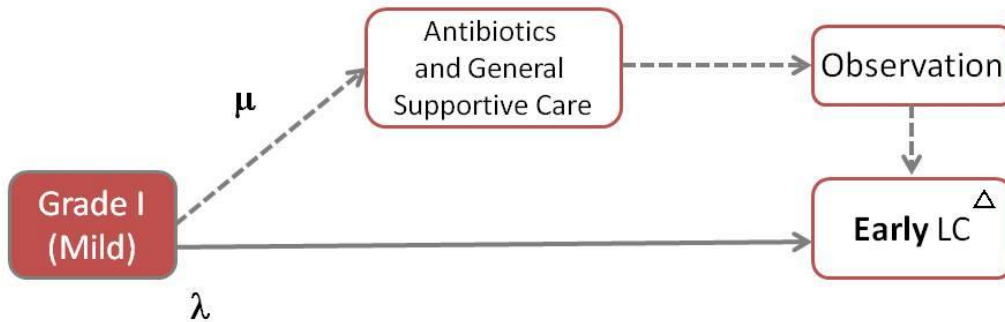 Antibiotics
and General
Supportive Care
Observation
μ
Grade I
(Mild)
△
Early LC
λ